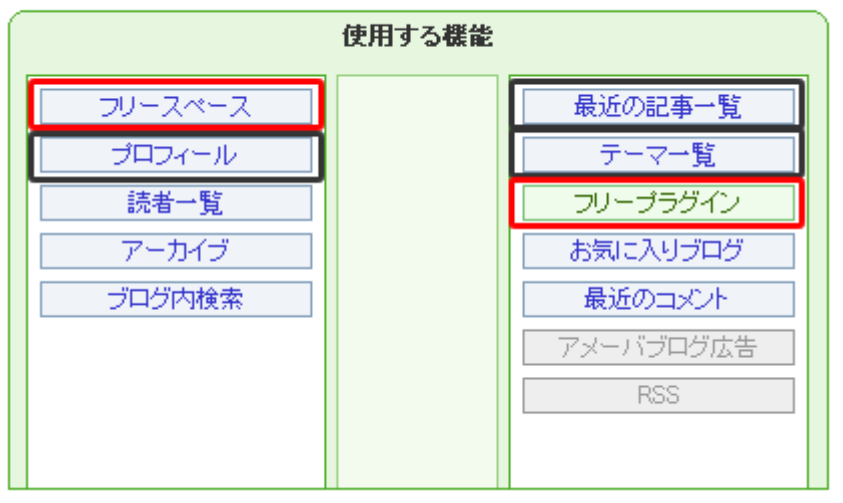 使用する機能
フリースペース
プロフィール
読者一覧
アーカイブ
ブログ内検索
最近の記事一覧
テーマ一覧
フリープラグイン
お気に入りブログ
最近のコメント
アメーバブログ広告
RSS